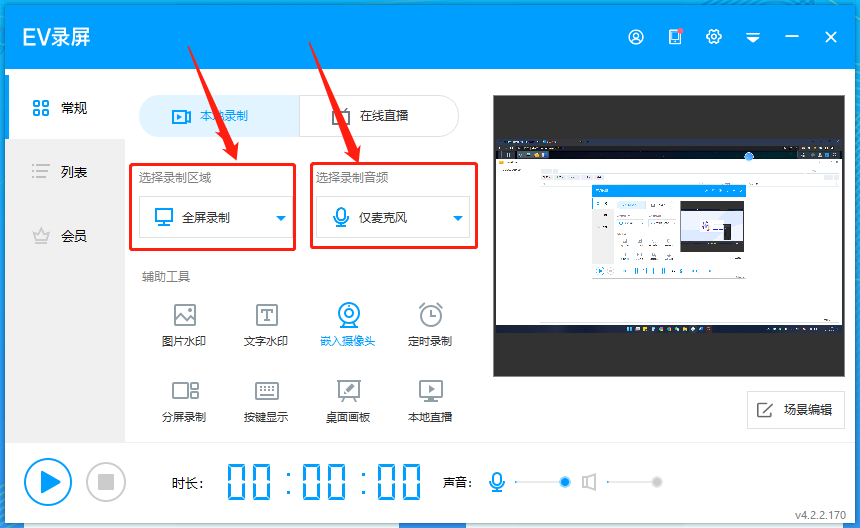 EV录屏
常规
列表
会员
本地录制
在线直播
选择录制区域
选择录制音频
全屏录制
仅麦克风
辅助工具
图片水印
文字水印
嵌入摄像头
定时录制
分屏录制
按键显示
桌面画板
本地直播
场景编辑
时长:
00:00:00
声音:
v4.2.2.170